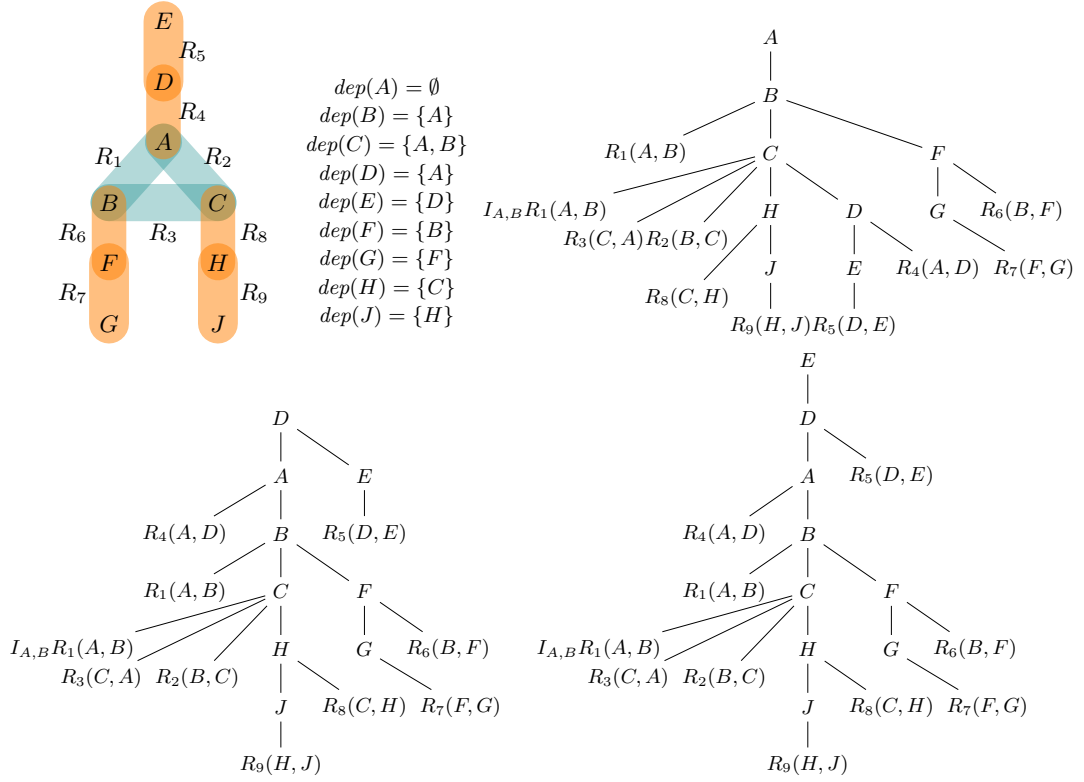 E
R5
D
R4
A
R1 R2
B C
R6 R3 R8
F H
R7 R9
G J
dep(A) = ∅
dep(B) = {A}
dep(C) = {A, B}
dep(D) = {A}
dep(E) = {D}
dep(F) = {B}
dep(G) = {F}
dep(H) = {C}
dep(J) = {H}
A
B
R1(A, B) C F
I_{A,B}R1(A, B) R3(C, A) R2(B, C) H D G R6(B, F)
R8(C, H) J E R4(A, D) R7(F, G)
R9(H, J) R5(D, E)
D
A E
R4(A, D) B R5(D, E)
R1(A, B) C F
I_{A,B}R1(A, B) R3(C, A) R2(B, C) H G R6(B, F)
J R8(C, H) R7(F, G)
R9(H, J)
E
D
A R5(D, E)
R4(A, D) B
R1(A, B) C F
I_{A,B}R1(A, B) R3(C, A) R2(B, C) H G R6(B, F)
J R8(C, H) R7(F, G)
R9(H, J)